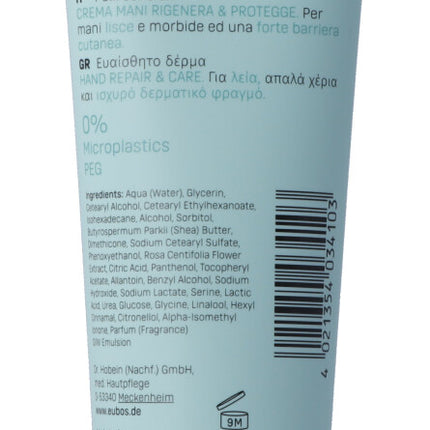 CREMA MANI RIGENERA & PROTEGGE. Per
mani lisce e morbide ed una forte barriera
cutanea.
GR Ευαίσθητο δέρμα
HAND REPAIR & CARE. Για λεία, απαλά χέρια
και ισχυρό δερματικό φραγμό.
0%
Microplastics
PEG
Ingredients: Aqua (Water), Glycerin,
Cetearyl Alcohol, Cetearyl Ethylhexanoate,
Isohexadecane, Alcohol, Sorbitol,
Butyrospermum Parkii (Shea) Butter,
Dimethicone, Sodium Cetearyl Sulfate,
Phenoxyethanol, Rosa Centifolia Flower
Extract, Citric Acid, Panthenol, Tocopheryl
Acetate, Allantoin, Benzyl Alcohol, Sodium
Hydroxide, Sodium Lactate, Serine, Lactic
Acid, Urea, Glucose, Glycine, Linalool, Hexyl
Cinnamal, Citronellol, Alpha-Isomethyl
Ionone, Parfum (Fragrance)
O/W Emulsion
4 021354 034103
Dr. Hobein (Nachf.) GmbH,
med. Hautpflege
D-53340 Meckenheim
www.eubos.de
9M